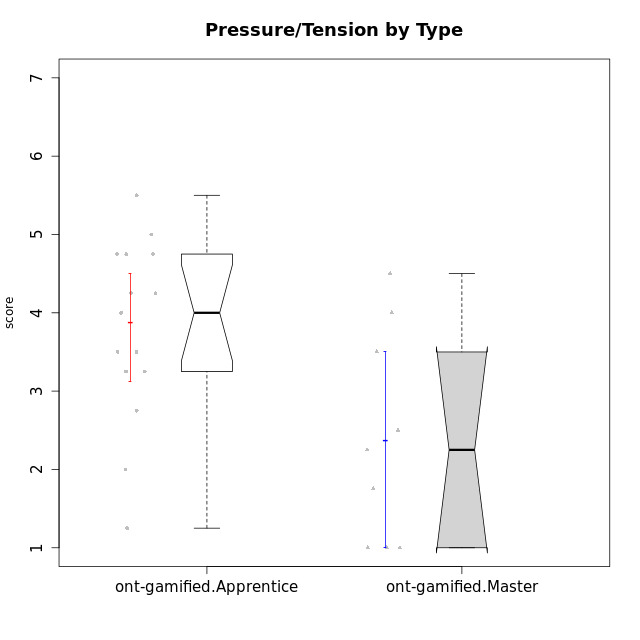 Pressure/Tension by Type
7
6
5
4
3
2
1
score
ont-gamified.Apprentice
ont-gamified.Master